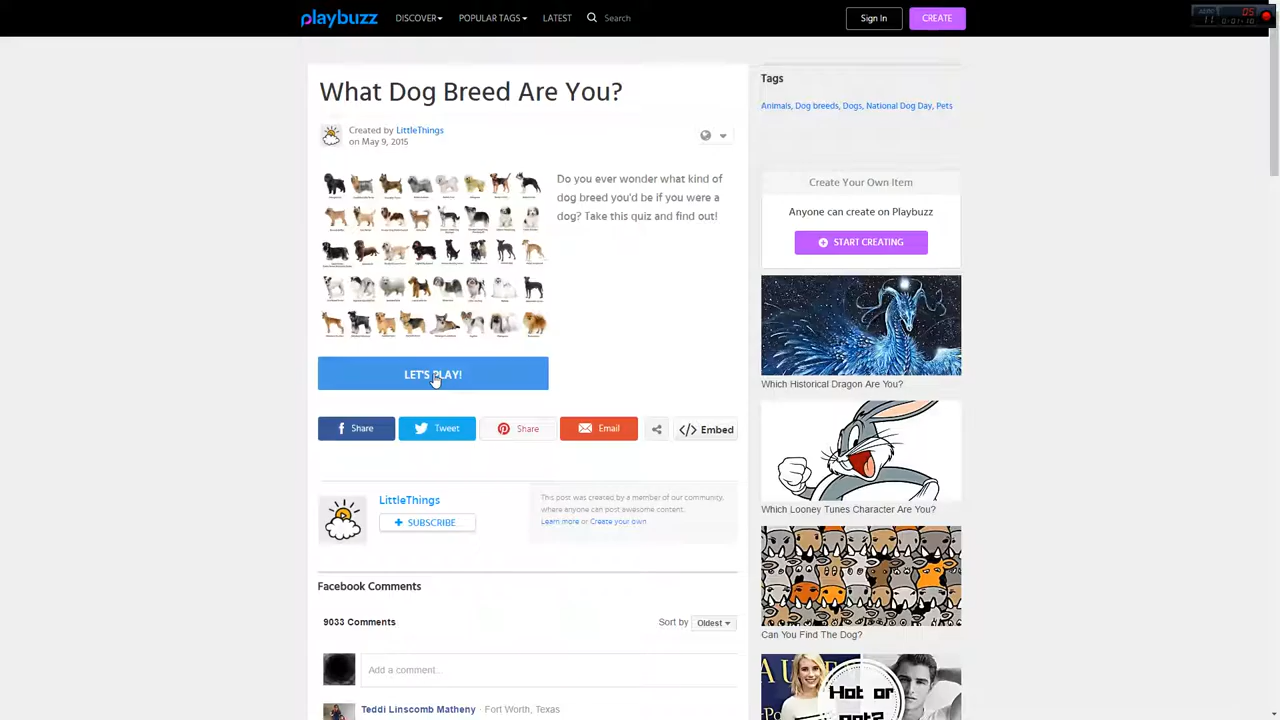 playbuzz
DISCOVER
POPULAR TAGS
LATEST
Search
Sign In
CREATE
05
What Dog Breed Are You?
Created by LittleThings
on May 9, 2015
Do you ever wonder what kind of
dog breed you'd be if you were a
dog? Take this quiz and find out!
LET'S PLAY!
Share
Tweet
Share
Email
</> Embed
LittleThings
+ SUBSCRIBE
This post was created by a member of our community,
where anyone can post awesome content.
Learn more or Create your own
Facebook Comments
9033 Comments
Sort by Oldest
Add a comment...
Teddi Linscomb Matheny · Fort Worth, Texas
Tags
Animals, Dog breeds, Dogs, National Dog Day, Pets
Create Your Own Item
Anyone can create on Playbuzz
START CREATING
Which Historical Dragon Are You?
Which Looney Tunes Character Are You?
Can You Find The Dog?
Hot or